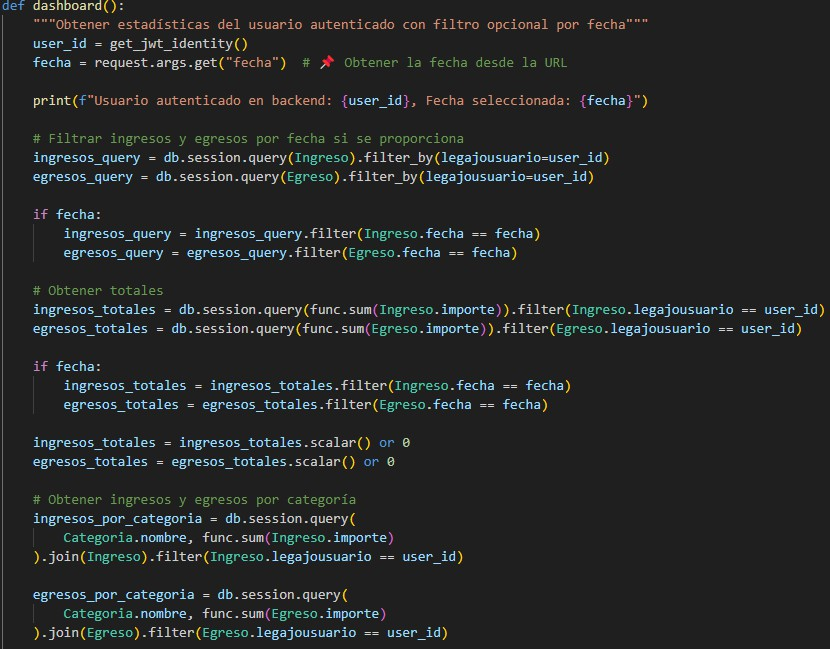 def dashboard():
    """Obtener estadísticas del usuario autenticado con filtro opcional por fecha"""
    user_id = get_jwt_identity()
    fecha = request.args.get("fecha")  # 📌 Obtener la fecha desde la URL

    print(f"Usuario autenticado en backend: {user_id}, Fecha seleccionada: {fecha}")

    # Filtrar ingresos y egresos por fecha si se proporciona
    ingresos_query = db.session.query(Ingreso).filter_by(legajousuario=user_id)
    egresos_query = db.session.query(Egreso).filter_by(legajousuario=user_id)

    if fecha:
        ingresos_query = ingresos_query.filter(Ingreso.fecha == fecha)
        egresos_query = egresos_query.filter(Egreso.fecha == fecha)

    # Obtener totales
    ingresos_totales = db.session.query(func.sum(Ingreso.importe)).filter(Ingreso.legajousuario == user_id)
    egresos_totales = db.session.query(func.sum(Egreso.importe)).filter(Egreso.legajousuario == user_id)

    if fecha:
        ingresos_totales = ingresos_totales.filter(Ingreso.fecha == fecha)
        egresos_totales = egresos_totales.filter(Egreso.fecha == fecha)

    ingresos_totales = ingresos_totales.scalar() or 0
    egresos_totales = egresos_totales.scalar() or 0

    # Obtener ingresos y egresos por categoría
    ingresos_por_categoria = db.session.query(
        Categoria.nombre, func.sum(Ingreso.importe)
    ).join(Ingreso).filter(Ingreso.legajousuario == user_id)

    egresos_por_categoria = db.session.query(
        Categoria.nombre, func.sum(Egreso.importe)
    ).join(Egreso).filter(Egreso.legajousuario == user_id)